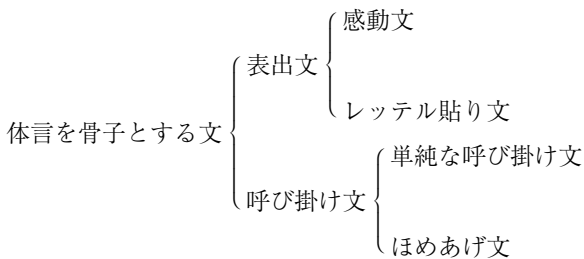 感動文
表出文
レッテル貼り文
体言を骨子とする文
単純な呼び掛け文
呼び掛け文
ほめあげ文